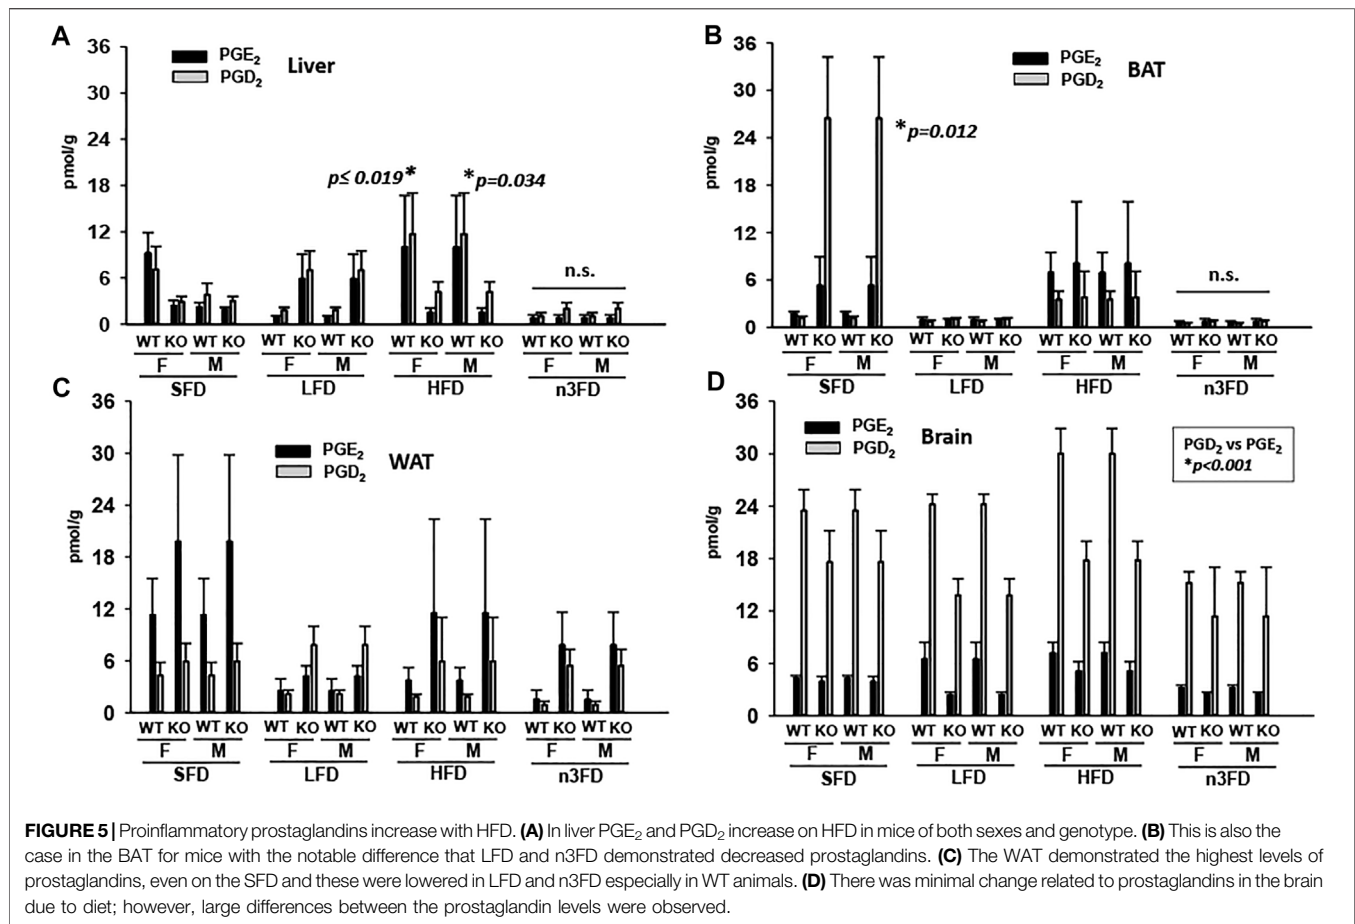 A
36
30
24
18
12
6
0
pmol/g
PGE₂
PGD₂
Liver
p≤ 0.019 *
* p=0.034
n.s.
WT KO WT KO WT KO WT KO WT KO WT KO WT KO WT KO
F M F M F M F M
SFD LFD HFD n3FD
B
36
30
24
18
12
6
0
pmol/g
PGE₂
PGD₂
BAT
* p=0.012
n.s.
WT KO WT KO WT KO WT KO WT KO WT KO WT KO WT KO
F M F M F M F M
SFD LFD HFD n3FD
C
36
30
24
18
12
6
0
pmol/g
PGE₂
PGD₂
WAT
WT KO WT KO WT KO WT KO WT KO WT KO WT KO WT KO
F M F M F M F M
SFD LFD HFD n3FD
D
36
30
24
18
12
6
0
pmol/g
PGE₂
PGD₂
Brain
PGD₂ vs PGE₂
*p<0.001
WT KO WT KO WT KO WT KO WT KO WT KO WT KO WT KO
F M F M F M F M
SFD LFD HFD n3FD
FIGURE 5 | Proinflammatory prostaglandins increase with HFD. (A) In liver PGE₂ and PGD₂ increase on HFD in mice of both sexes and genotype. (B) This is also the
case in the BAT for mice with the notable difference that LFD and n3FD demonstrated decreased prostaglandins. (C) The WAT demonstrated the highest levels of
prostaglandins, even on the SFD and these were lowered in LFD and n3FD especially in WT animals. (D) There was minimal change related to prostaglandins in the brain
due to diet; however, large differences between the prostaglandin levels were observed.